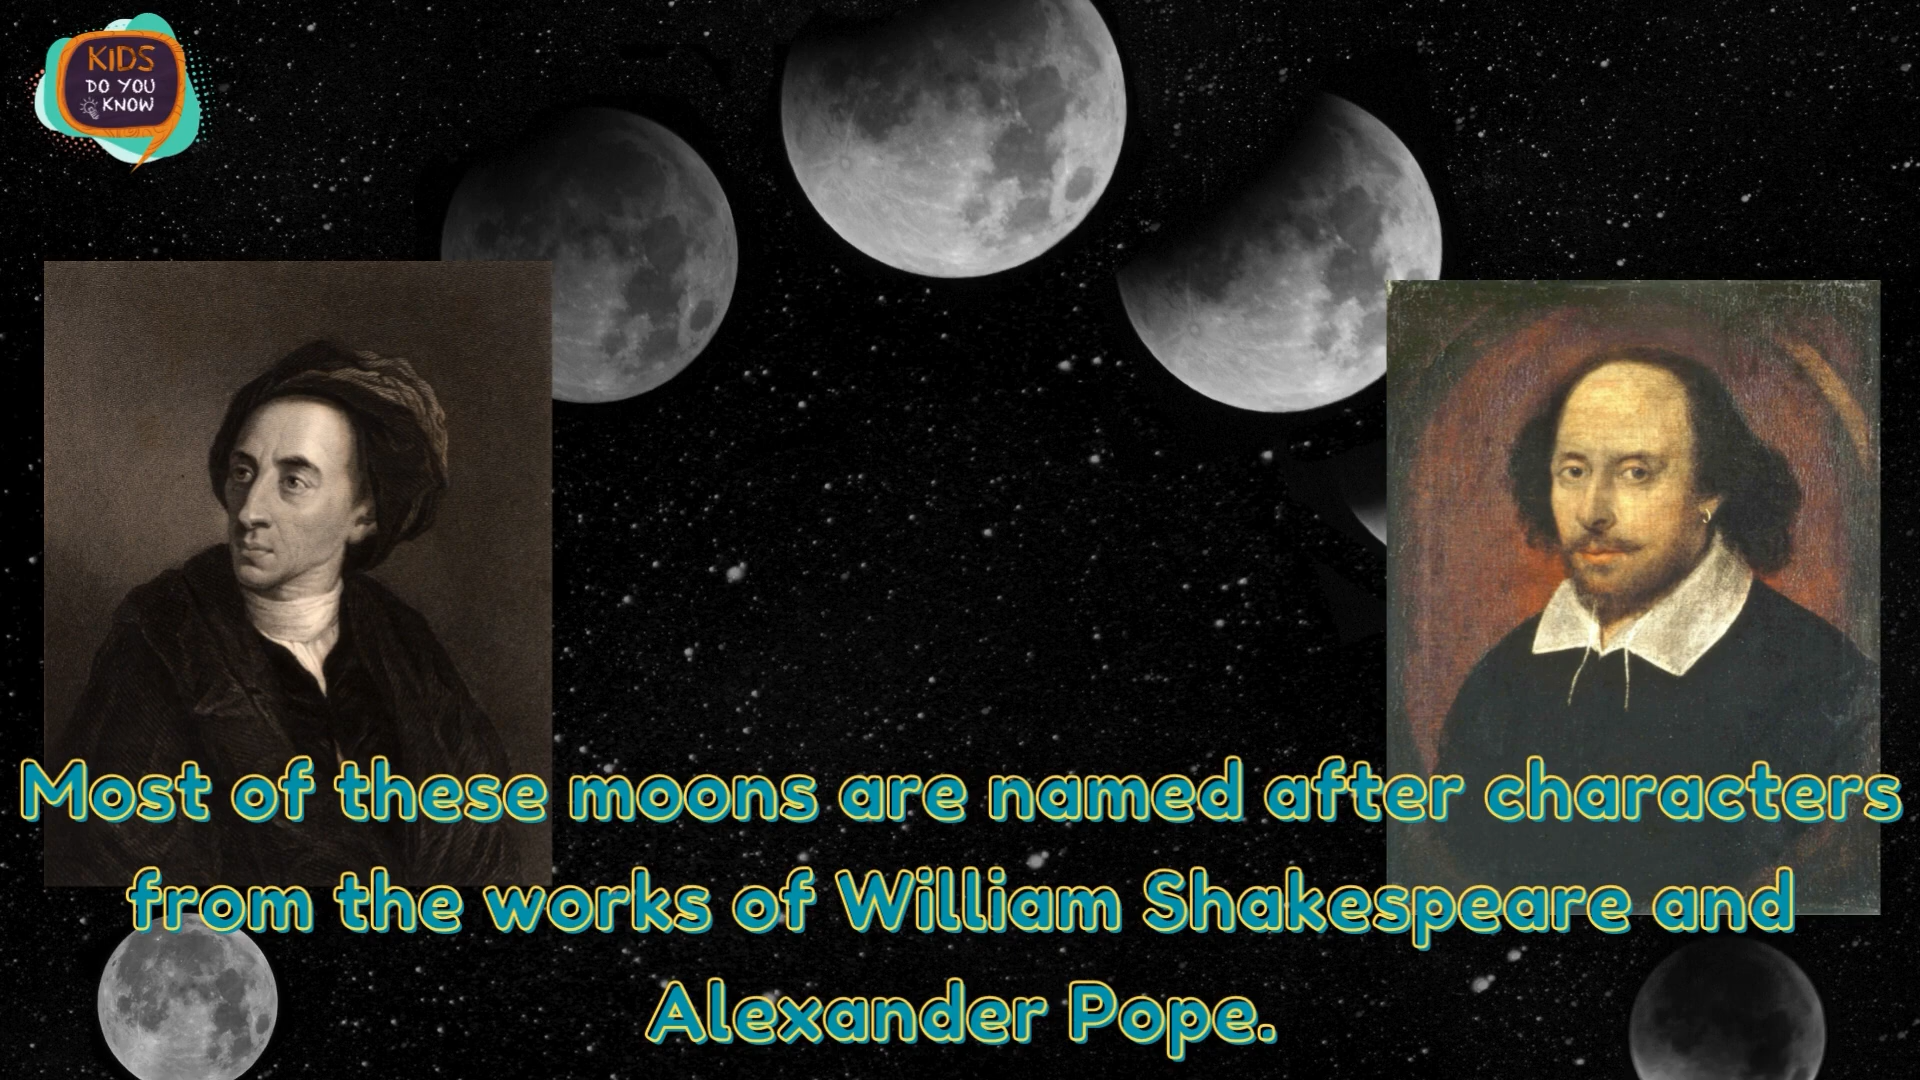 KIDS
DO YOU
KNOW
Most of these moons are named after characters
from the works of William Shakespeare and
Alexander Pope.